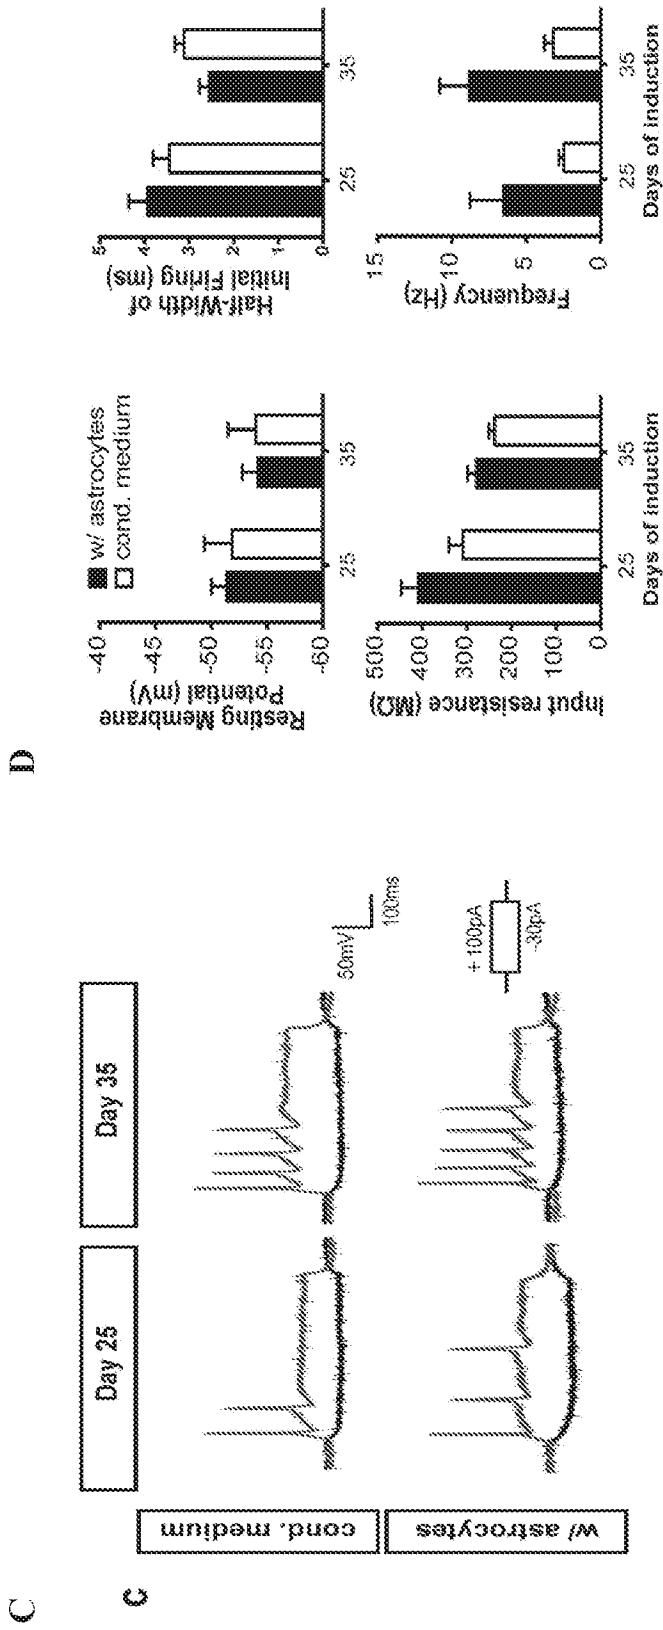 C
C
Day 25
Day 35
cond. medium
w/ astrocytes
50mV
100ms
+100pA
-30pA
D
w/ astrocytes
cond. medium
Resting Membrane
Potential (mV)
-40
-45
-50
-55
-60
25
35
Half-Width of
Initial Firing (ms)
5
4
3
2
1
0
25
35
Input resistance (MΩ)
500
400
300
200
100
0
25
35
Days of induction
Frequency (Hz)
15
10
5
0
25
35
Days of induction